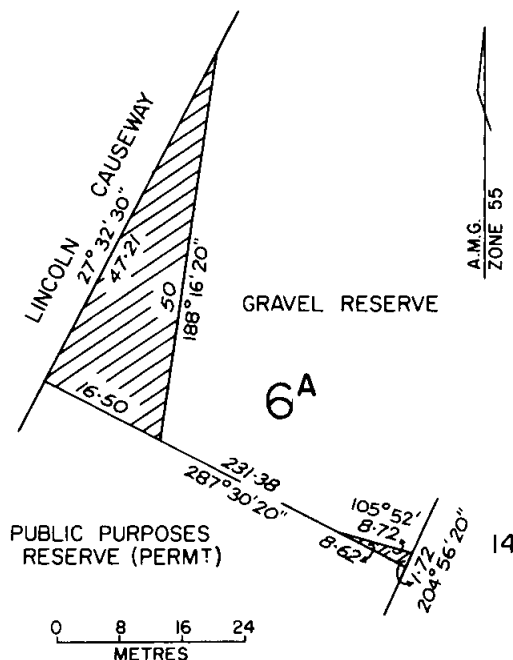 LINCOLN CAUSEWAY
27° 32' 30"
47·21
50
188° 16' 20"
A.M.G.
ZONE 55
GRAVEL RESERVE
16·50
6A
231·38
287° 30' 20"
105° 52'
8·72
8·62
1·72
204° 56' 20"
14
PUBLIC PURPOSES
RESERVE (PERMT)
0 8 16 24
METRES